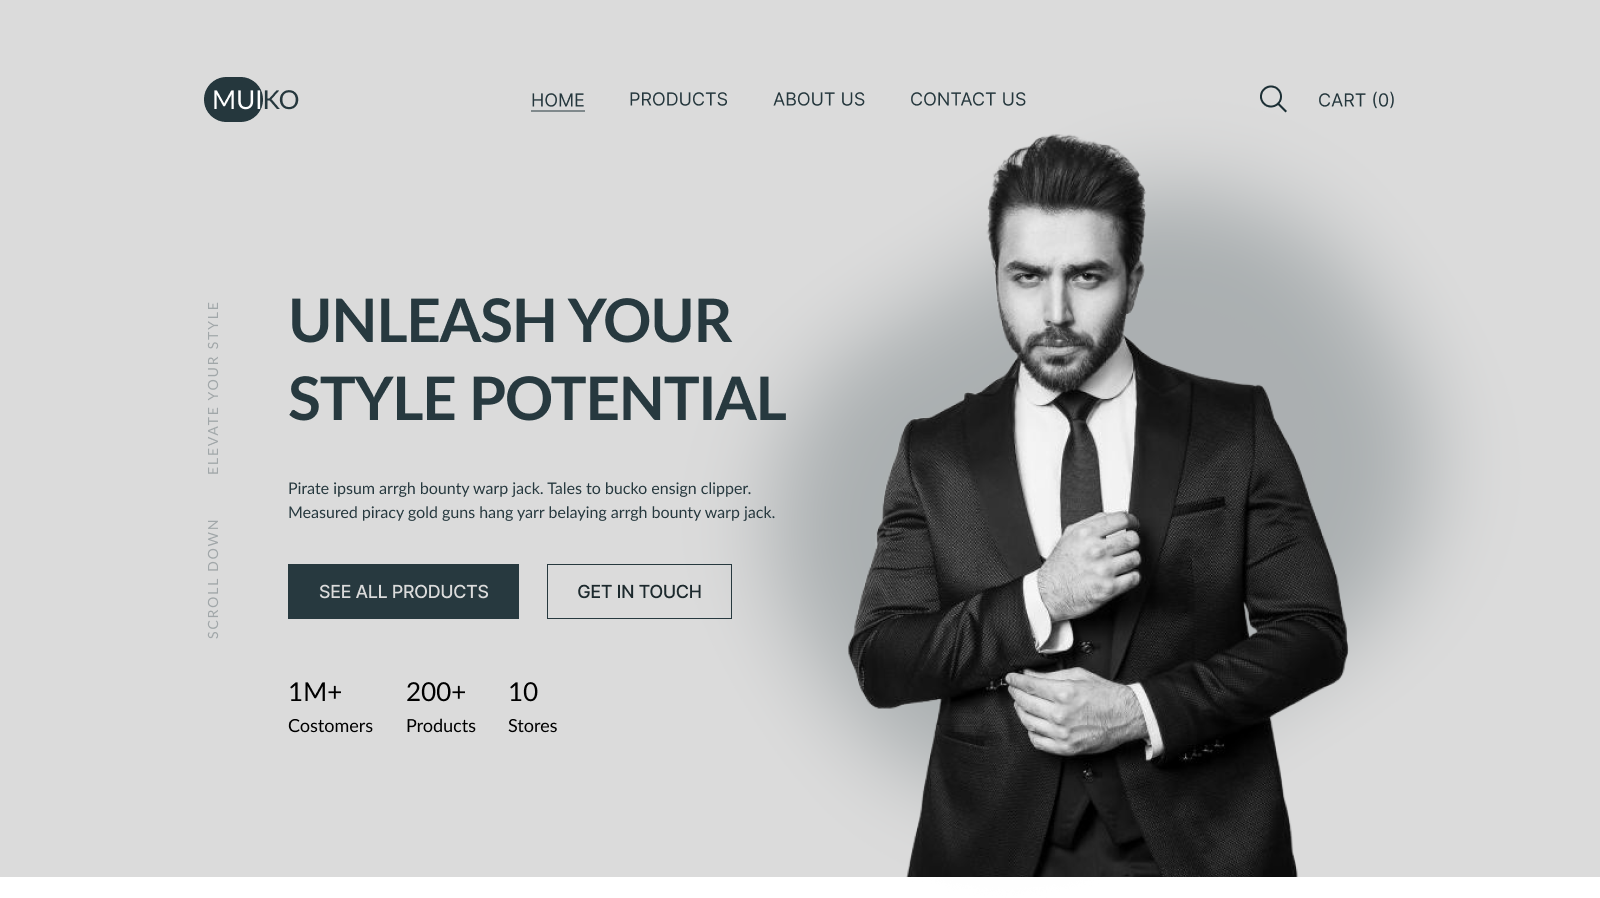 MUIKO
HOME
PRODUCTS
ABOUT US
CONTACT US
CART (0)
ELEVATE YOUR STYLE
SCROLL DOWN
UNLEASH YOUR
STYLE POTENTIAL
Pirate ipsum arrgh bounty warp jack. Tales to bucko ensign clipper.
Measured piracy gold guns hang yarr belaying arrgh bounty warp jack.
SEE ALL PRODUCTS
GET IN TOUCH
1M+
Costomers
200+
Products
10
Stores